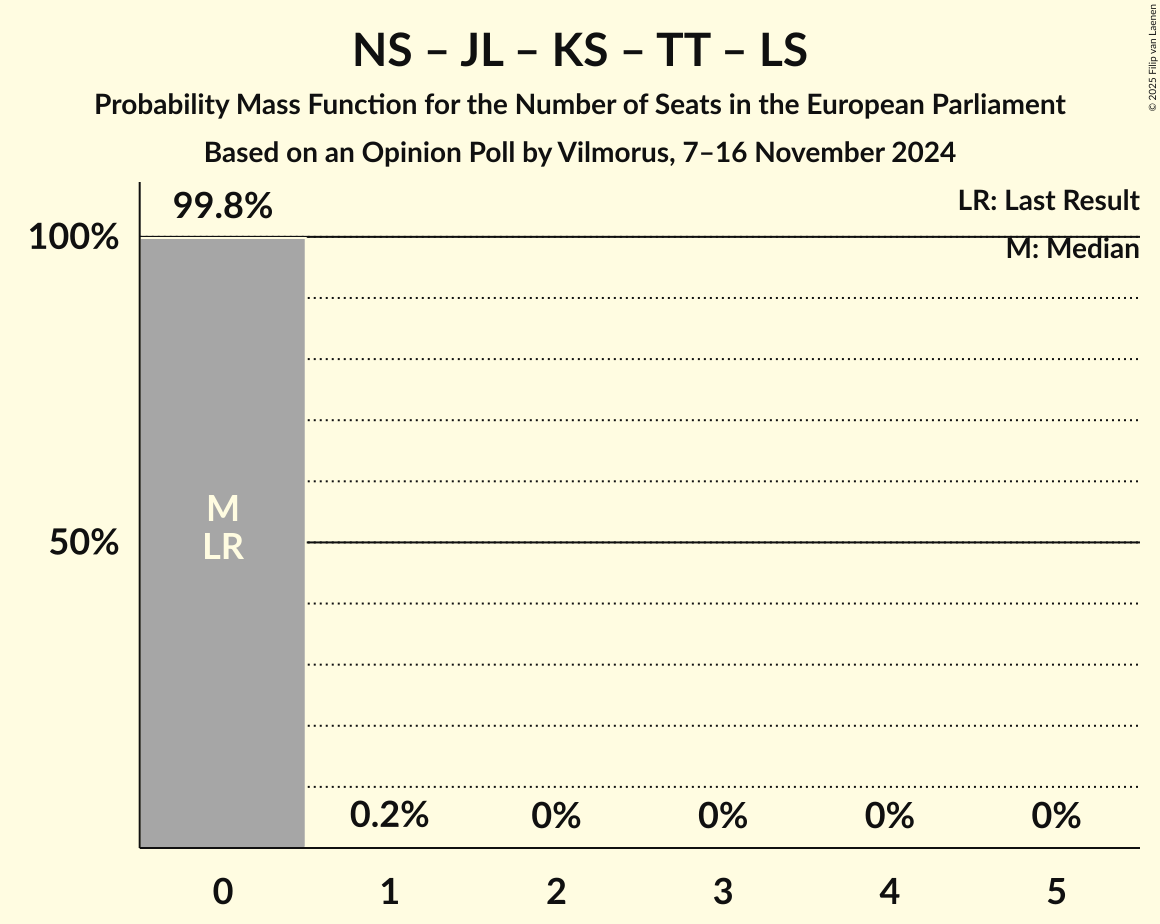 NS – JL – KS – TT – LS
Probability Mass Function for the Number of Seats in the European Parliament
Based on an Opinion Poll by Vilmorus, 7–16 November 2024
© 2025 Filip van Laenen
LR: Last Result
M: Median
99.8%
100%
50%
M
LR
0.2%
0%
0%
0%
0%
0
1
2
3
4
5